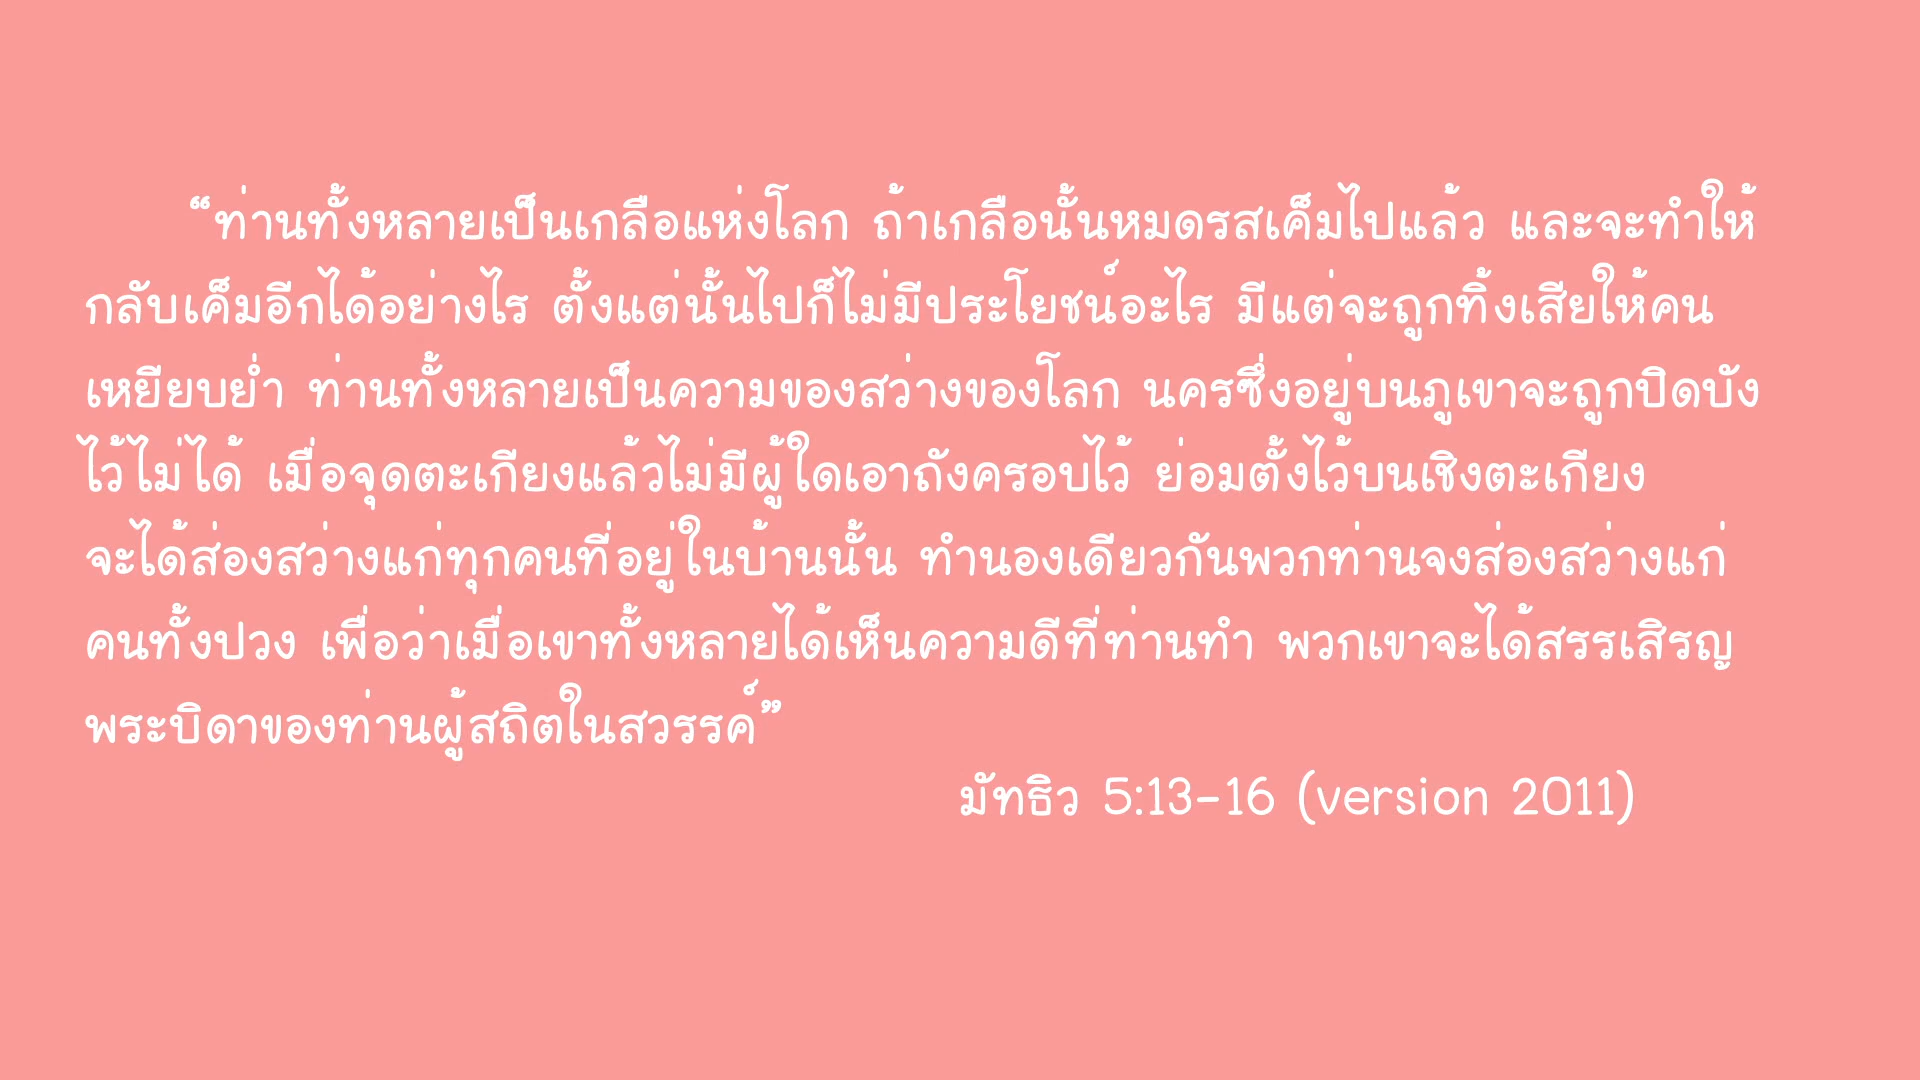 “ท่านทั้งหลายเป็นเกลือแห่งโลก ถ้าเกลือนั้นหมดรสเค็มไปแล้ว และจะทำให้
กลับเค็มอีกได้อย่างไร ตั้งแต่นั้นไปก็ไม่มีประโยชน์อะไร มีแต่จะถูกทิ้งเสียให้คน
เหยียบย่ำ ท่านทั้งหลายเป็นความของสว่างของโลก นครซึ่งอยู่บนภูเขาจะถูกปิดบัง
ไว้ไม่ได้ เมื่อจุดตะเกียงแล้วไม่มีผู้ใดเอาถังครอบไว้ ย่อมตั้งไว้บนเชิงตะเกียง
จะได้ส่องสว่างแก่ทุกคนที่อยู่ในบ้านนั้น ทำนองเดียวกันพวกท่านจงส่องสว่างแก่
คนทั้งปวง เพื่อว่าเมื่อเขาทั้งหลายได้เห็นความดีที่ท่านทำ พวกเขาจะได้สรรเสิรญ
พระบิดาของท่านผู้สถิตในสวรรค์”
มัทธิว 5:13-16 (version 2011)